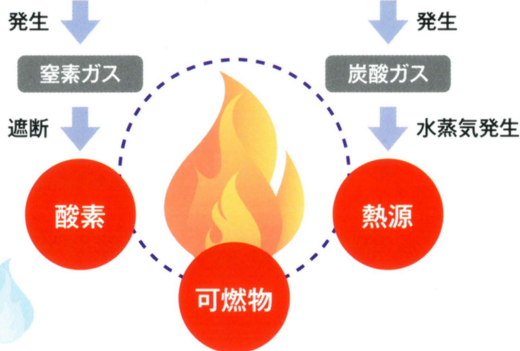 発生
発生
窒素ガス
炭酸ガス
遮断
水蒸気発生
酸素
熱源
可燃物